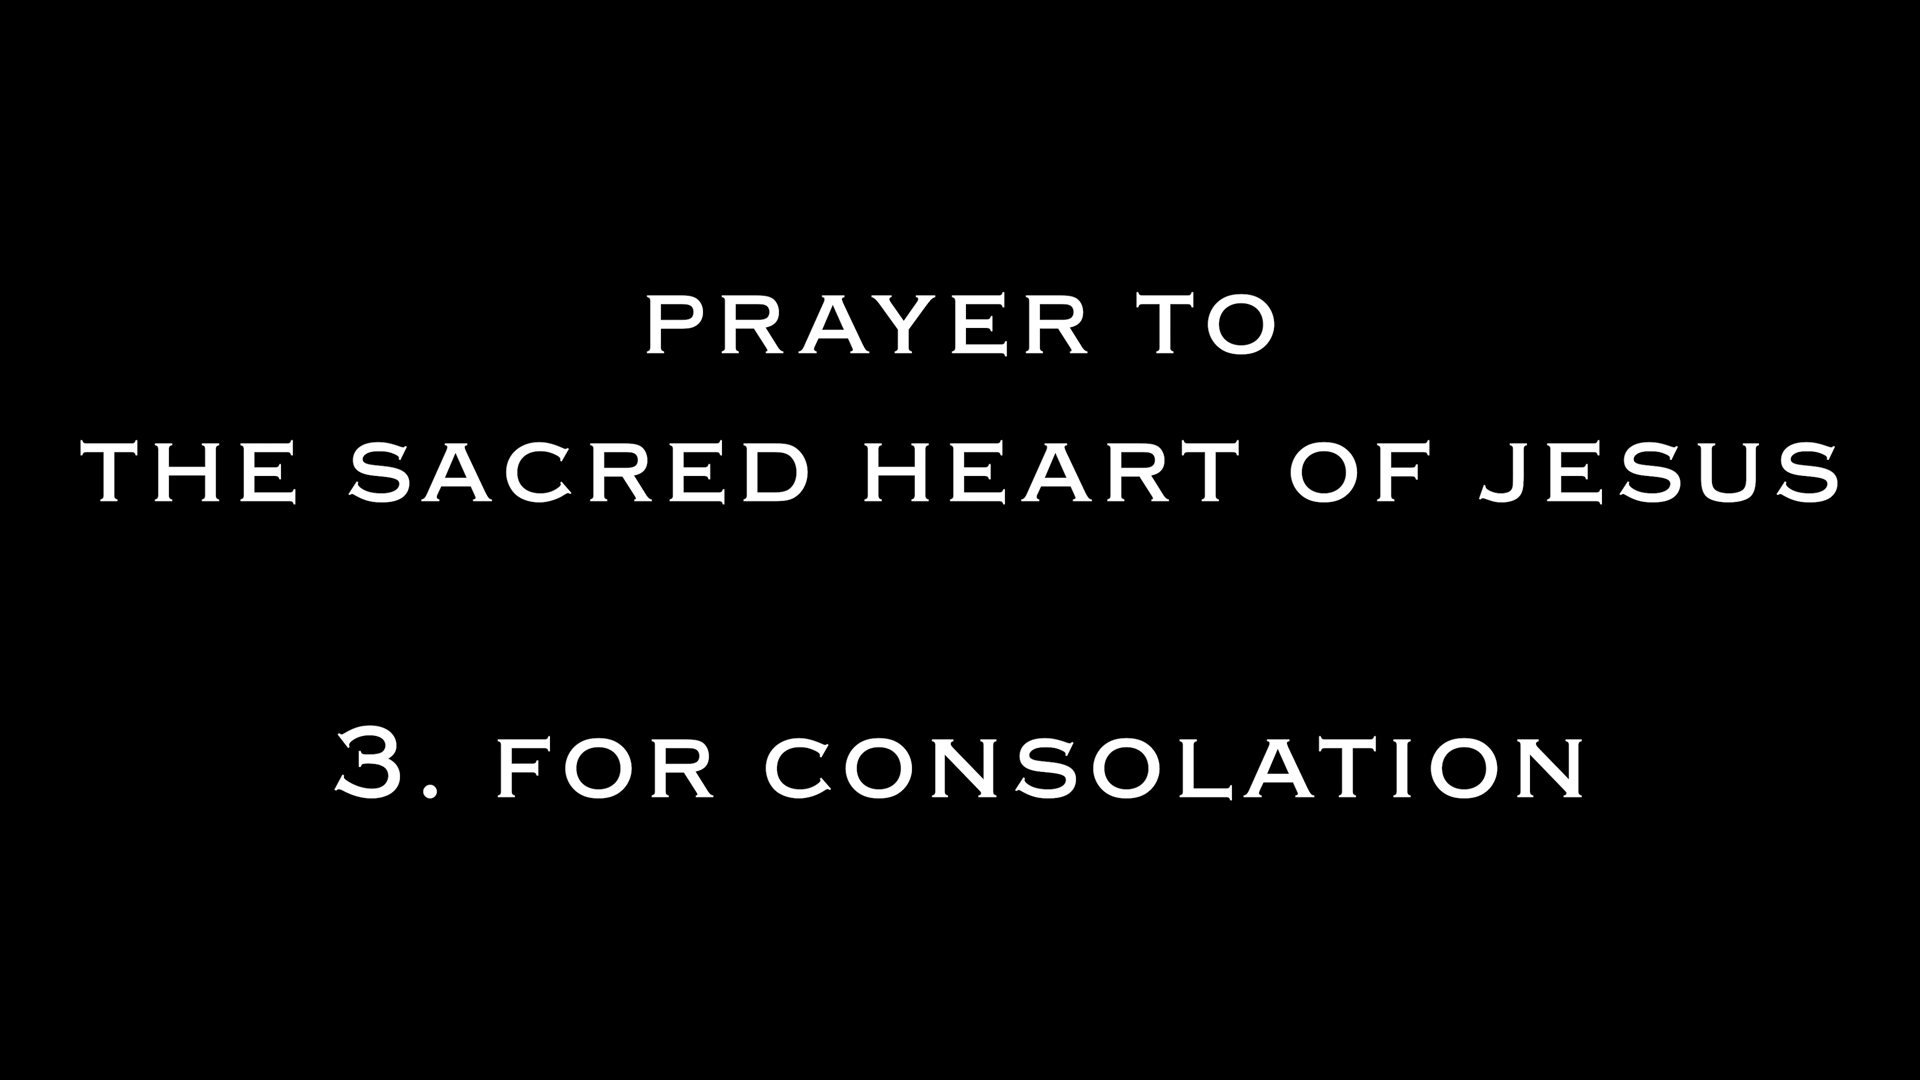 PRAYER TO
THE SACRED HEART OF JESUS
3. FOR CONSOLATION